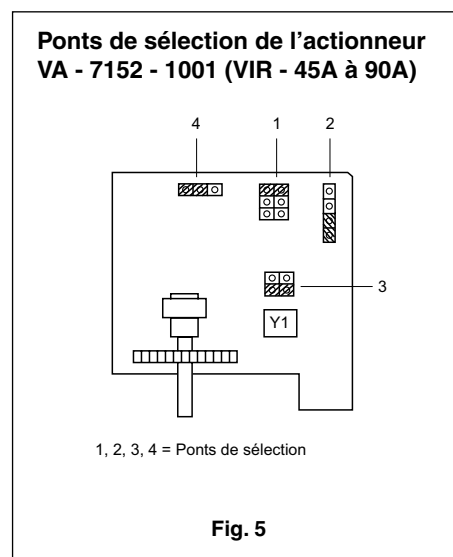 Ponts de sélection de l'actionneur
VA - 7152 - 1001 (VIR - 45A à 90A)
4 1 2
3
Y1
1, 2, 3, 4 = Ponts de sélection
Fig. 5